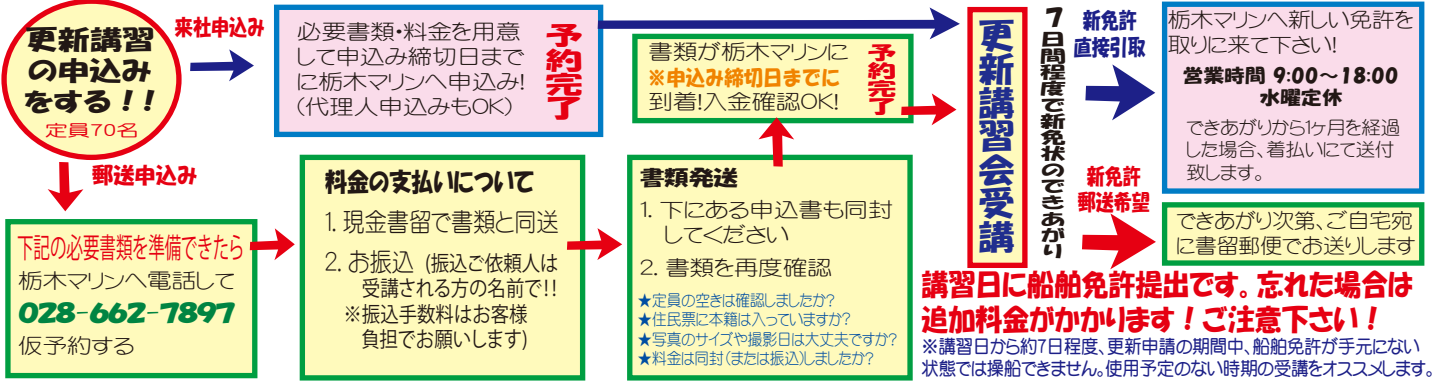 更新講習
の申込み
をする!!
定員70名
来社申込み
必要書類・料金を用意
して申込み締切日まで
に栃木マリンへ申込み!
(代理人申込みもOK)
予約完了
郵送申込み
下記の必要書類を準備できたら
栃木マリンへ電話して
028-662-7897
仮予約する
料金の支払いについて
1. 現金書留で書類と同送
2. お振込 (振込ご依頼人は
受講される方の名前で!!
※振込手数料はお客様
負担でお願いします)
書類発送
1. 下にある申込書も同封
してください
2. 書類を再度確認
★定員の空きは確認しましたか?
★住民票に本籍は入っていますか?
★写真のサイズや撮影日は大丈夫ですか?
★料金は同封(または振込)しましたか?
書類が栃木マリンに
※申込み締切日までに
到着!入金確認OK!
予約完了
更新講習会受講
7日間程度で新免状のできあがり
新免許
直接引取
栃木マリンへ新しい免許を
取りに来て下さい!
営業時間 9:00~18:00
水曜定休
できあがりから1ヶ月を経過
した場合、着払いにて送付
致します。
新免許
郵送希望
できあがり次第、ご自宅宛
に書留郵便でお送りします
講習日に船舶免許提出です。忘れた場合は
追加料金がかかります!ご注意下さい!
※講習日から約7日程度、更新申請の期間中、船舶免許が手元にない
状態では操船できません。使用予定のない時期の受講をオススメします。